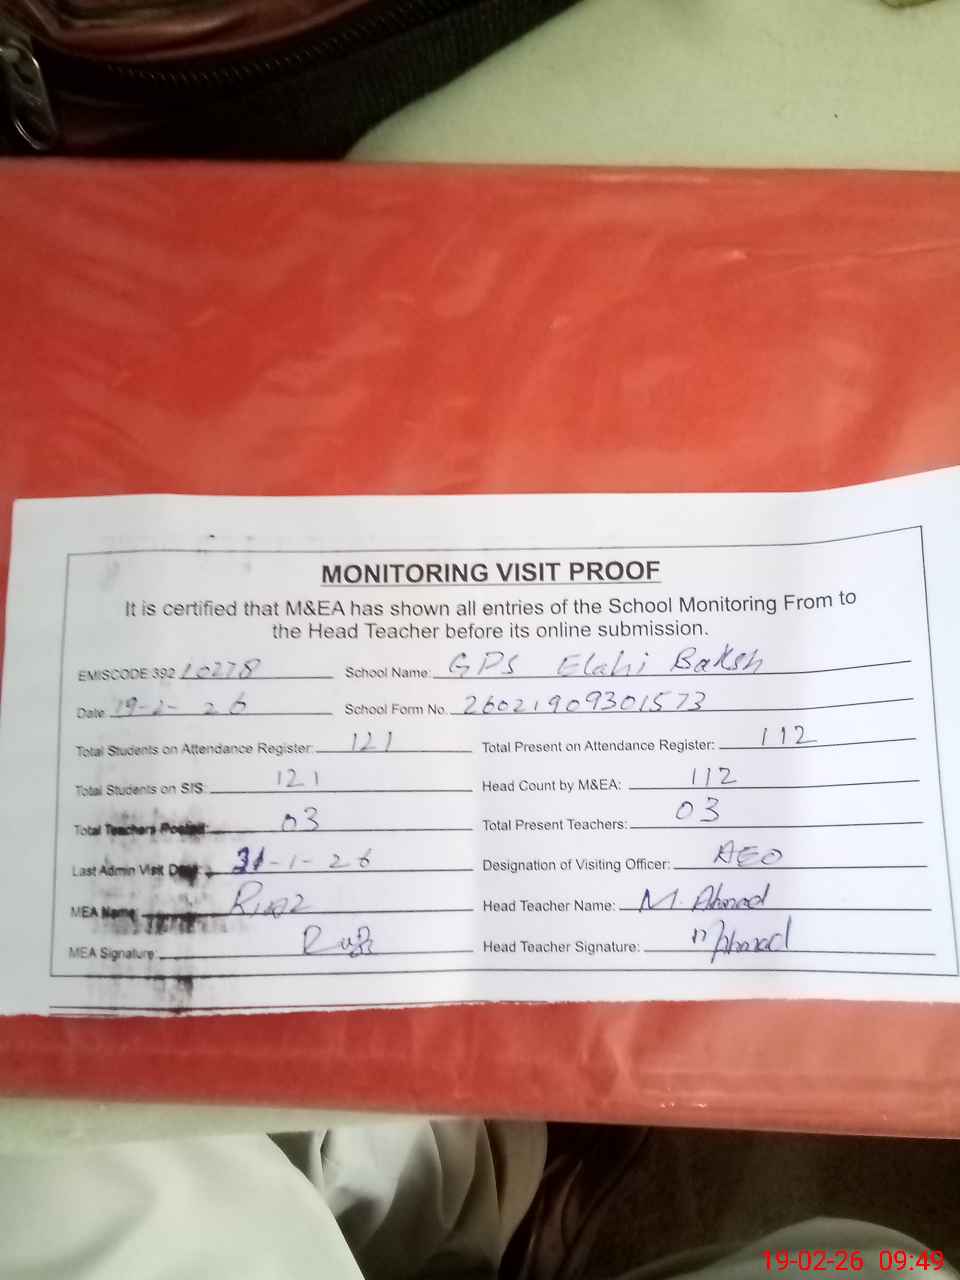 MONITORING VISIT PROOF
It is certified that M&EA has shown all entries of the School Monitoring From to
the Head Teacher before its online submission.
EMISCODE 392 10278 School Name: GPS Elahi Baksh
Date: 19-2-26 School Form No. 26021909301573
Total Students on Attendance Register: 121 Total Present on Attendance Register: 112
Total Students on SIS: 121 Head Count by M&EA: 112
Total Teachers Posted: 03 Total Present Teachers: 03
Last Admin Visit Date: 31-1-26 Designation of Visiting Officer: AEO
MEA Name: Riaz Head Teacher Name: M. Ahmad
MEA Signature: Head Teacher Signature: M Ahmad
19-02-26 09:49